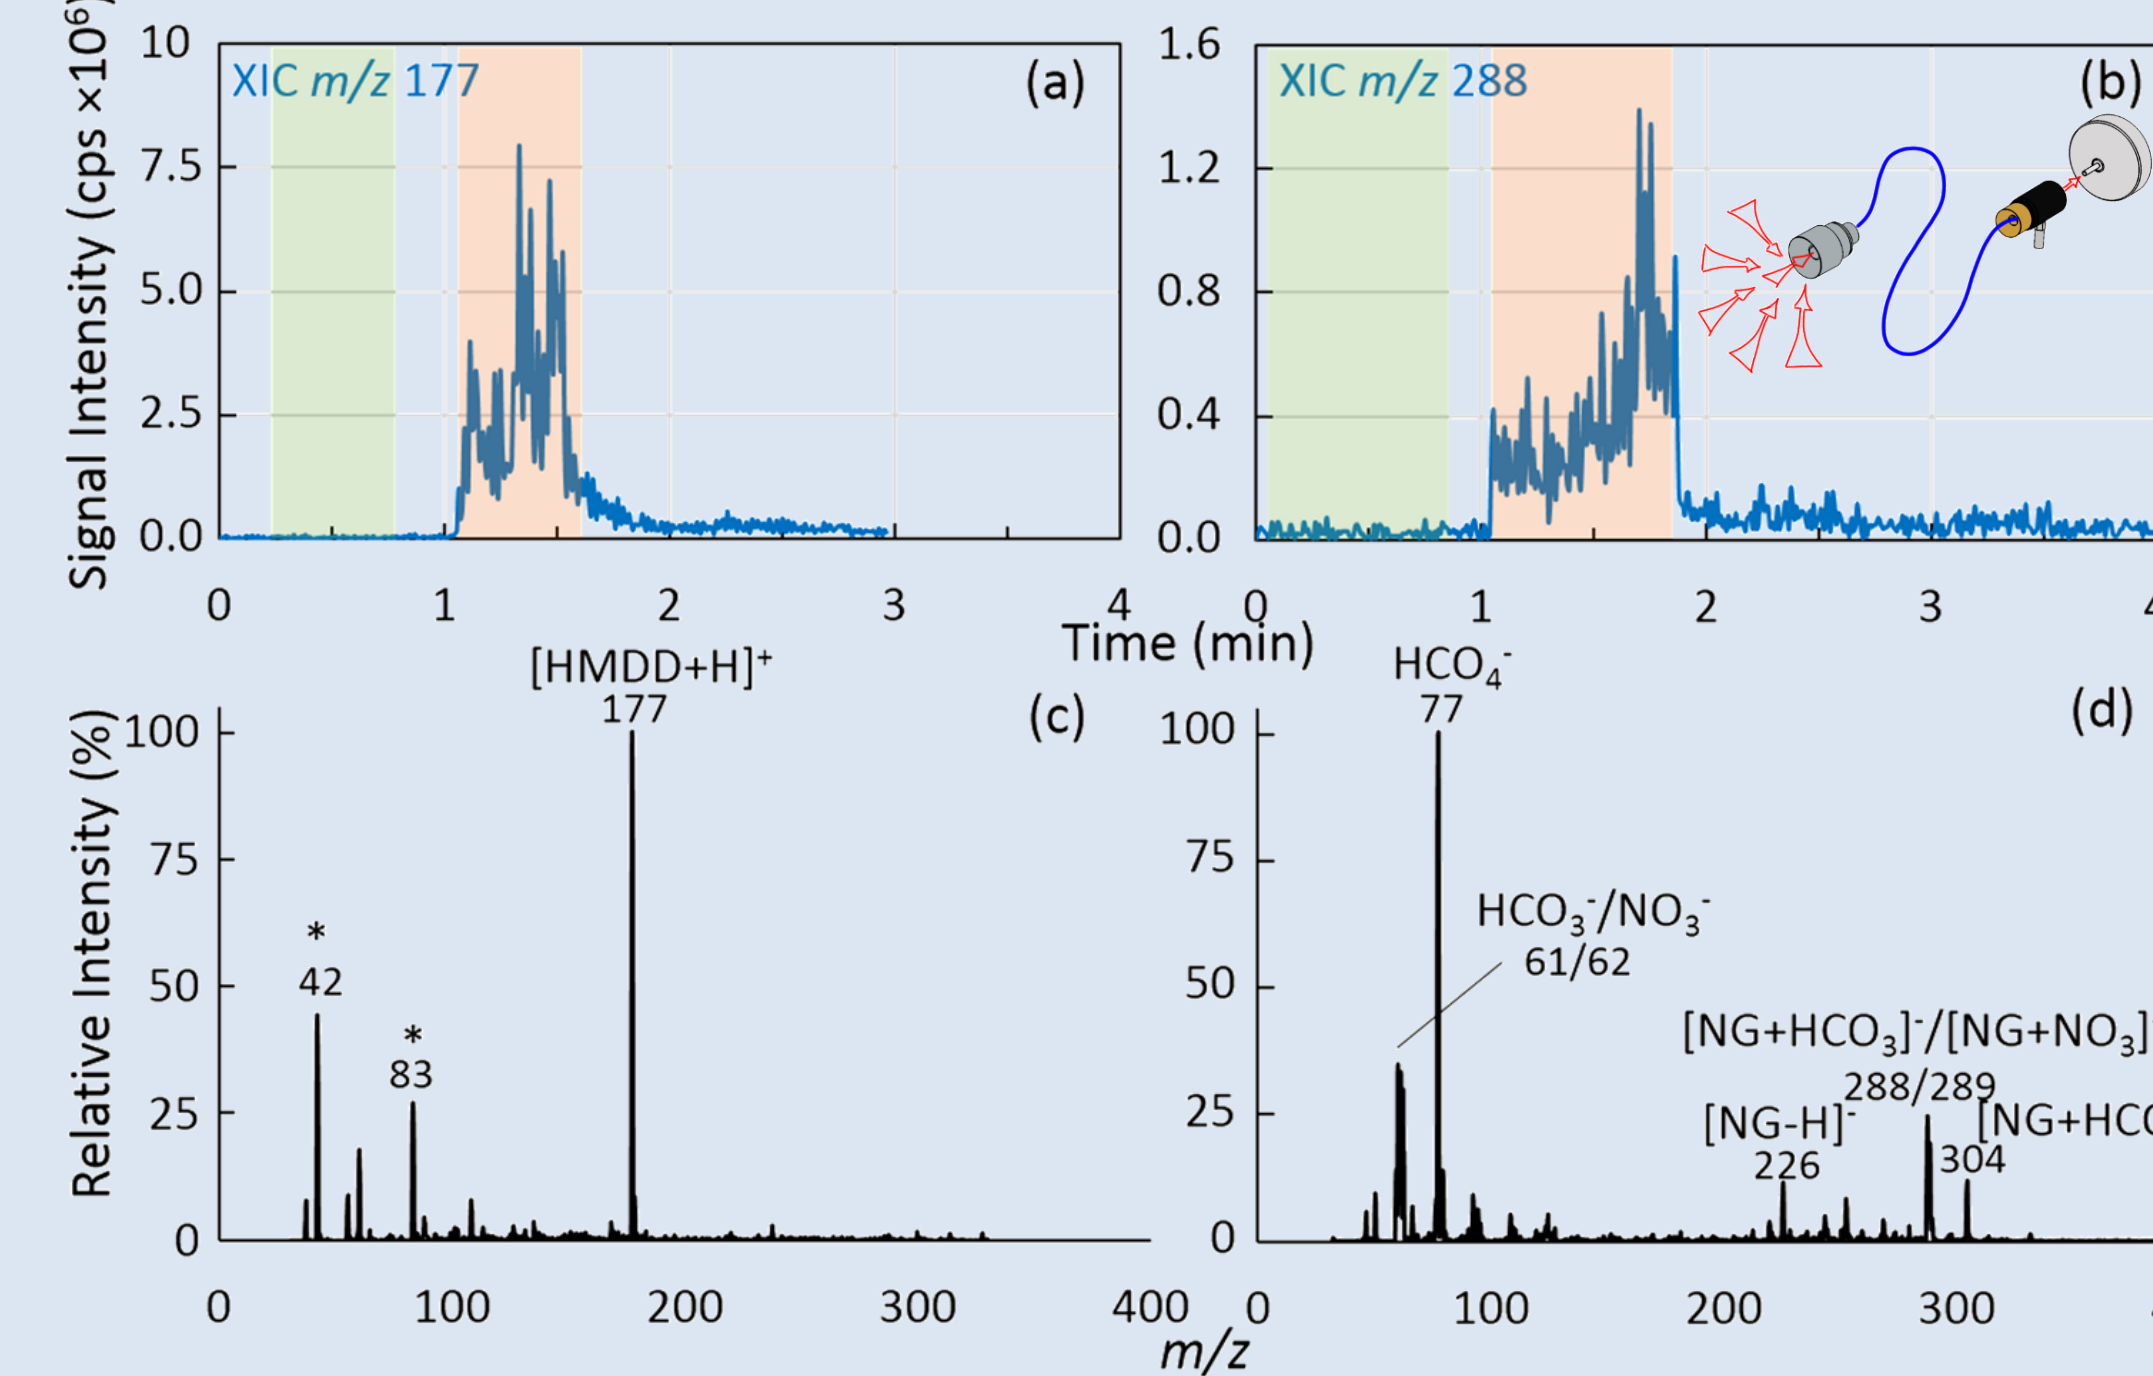 Signal Intensity (cps ×10⁶)
10
7.5
5.0
2.5
0.0
XIC m/z 177
(a)
0 1 2 3 4
1.6
1.2
0.8
0.4
0.0
XIC m/z 288
(b)
0 1 2 3
Time (min)
Relative Intensity (%)
100
75
50
25
0
[HMDD+H]⁺
177
(c)
*
42
*
83
0 100 200 300 400
100
75
50
25
0
HCO₄⁻
77
(d)
HCO₃⁻/NO₃⁻
61/62
[NG+HCO₃]⁻/[NG+NO₃]⁻
288/289
[NG-H]⁻
226
[NG+HCO
304
0 100 200 300
m/z